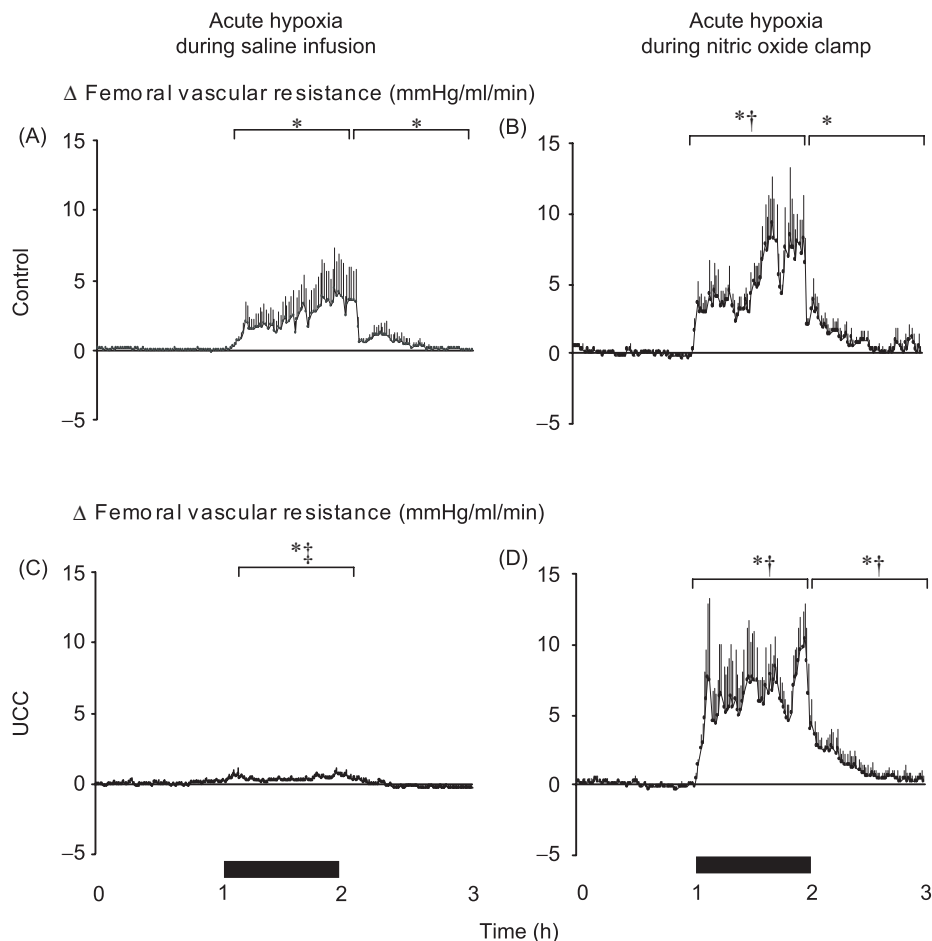 Acute hypoxia
during saline infusion
Acute hypoxia
during nitric oxide clamp
Δ Femoral vascular resistance (mmHg/ml/min)
(A)
*
*
15
10
5
0
–5
Control
(B)
*†
*
15
10
5
0
–5
Δ Femoral vascular resistance (mmHg/ml/min)
(C)
*‡
15
10
5
0
–5
UCC
0 1 2 3
(D)
*†
*†
15
10
5
0
–5
0 1 2 3
Time (h)